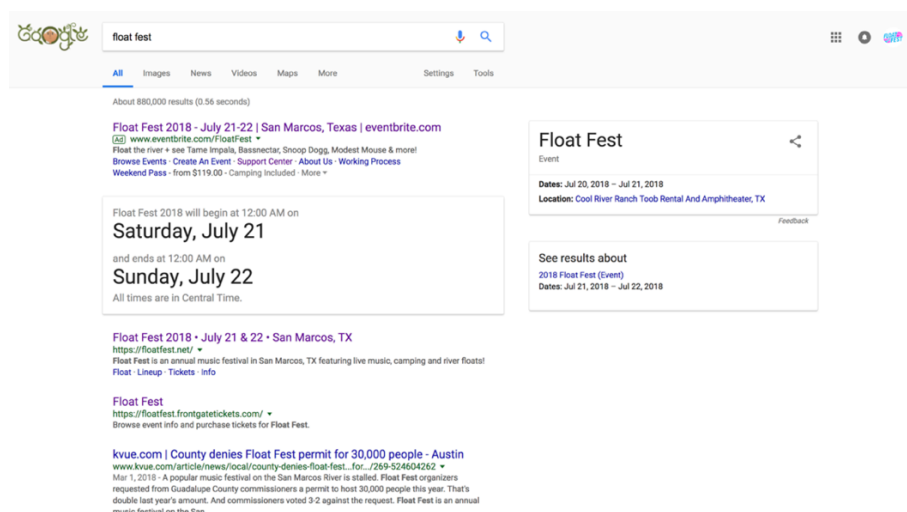 Google
float fest
All Images News Videos Maps More Settings Tools
About 880,000 results (0.56 seconds)
Float Fest 2018 - July 21-22 | San Marcos, Texas | eventbrite.com
Ad www.eventbrite.com/FloatFest
Float the river + see Tame Impala, Bassnectar, Snoop Dogg, Modest Mouse & more!
Browse Events · Create An Event · Support Center · About Us · Working Process
Weekend Pass - from $119.00 - Camping Included · More
Float Fest 2018 will begin at 12:00 AM on
Saturday, July 21
and ends at 12:00 AM on
Sunday, July 22
All times are in Central Time.
Float Fest 2018 • July 21 & 22 • San Marcos, TX
https://floatfest.net/
Float Fest is an annual music festival in San Marcos, TX featuring live music, camping and river floats!
Float · Lineup · Tickets · Info
Float Fest
https://floatfest.frontgatetickets.com/
Browse event info and purchase tickets for Float Fest.
kvue.com | County denies Float Fest permit for 30,000 people - Austin
www.kvue.com/article/news/local/county-denies-float-fest...for.../269-524604262
Mar 1, 2018 - A popular music festival on the San Marcos River is stalled. Float Fest organizers
requested from Guadalupe County commissioners a permit to host 30,000 people this year. That's
double last year's amount. And commissioners voted 3-2 against the request. Float Fest is an annual
music festival on the San
Float Fest
Event
Dates: Jul 20, 2018 – Jul 21, 2018
Location: Cool River Ranch Toob Rental And Amphitheater, TX
Feedback
See results about
2018 Float Fest (Event)
Dates: Jul 21, 2018 – Jul 22, 2018